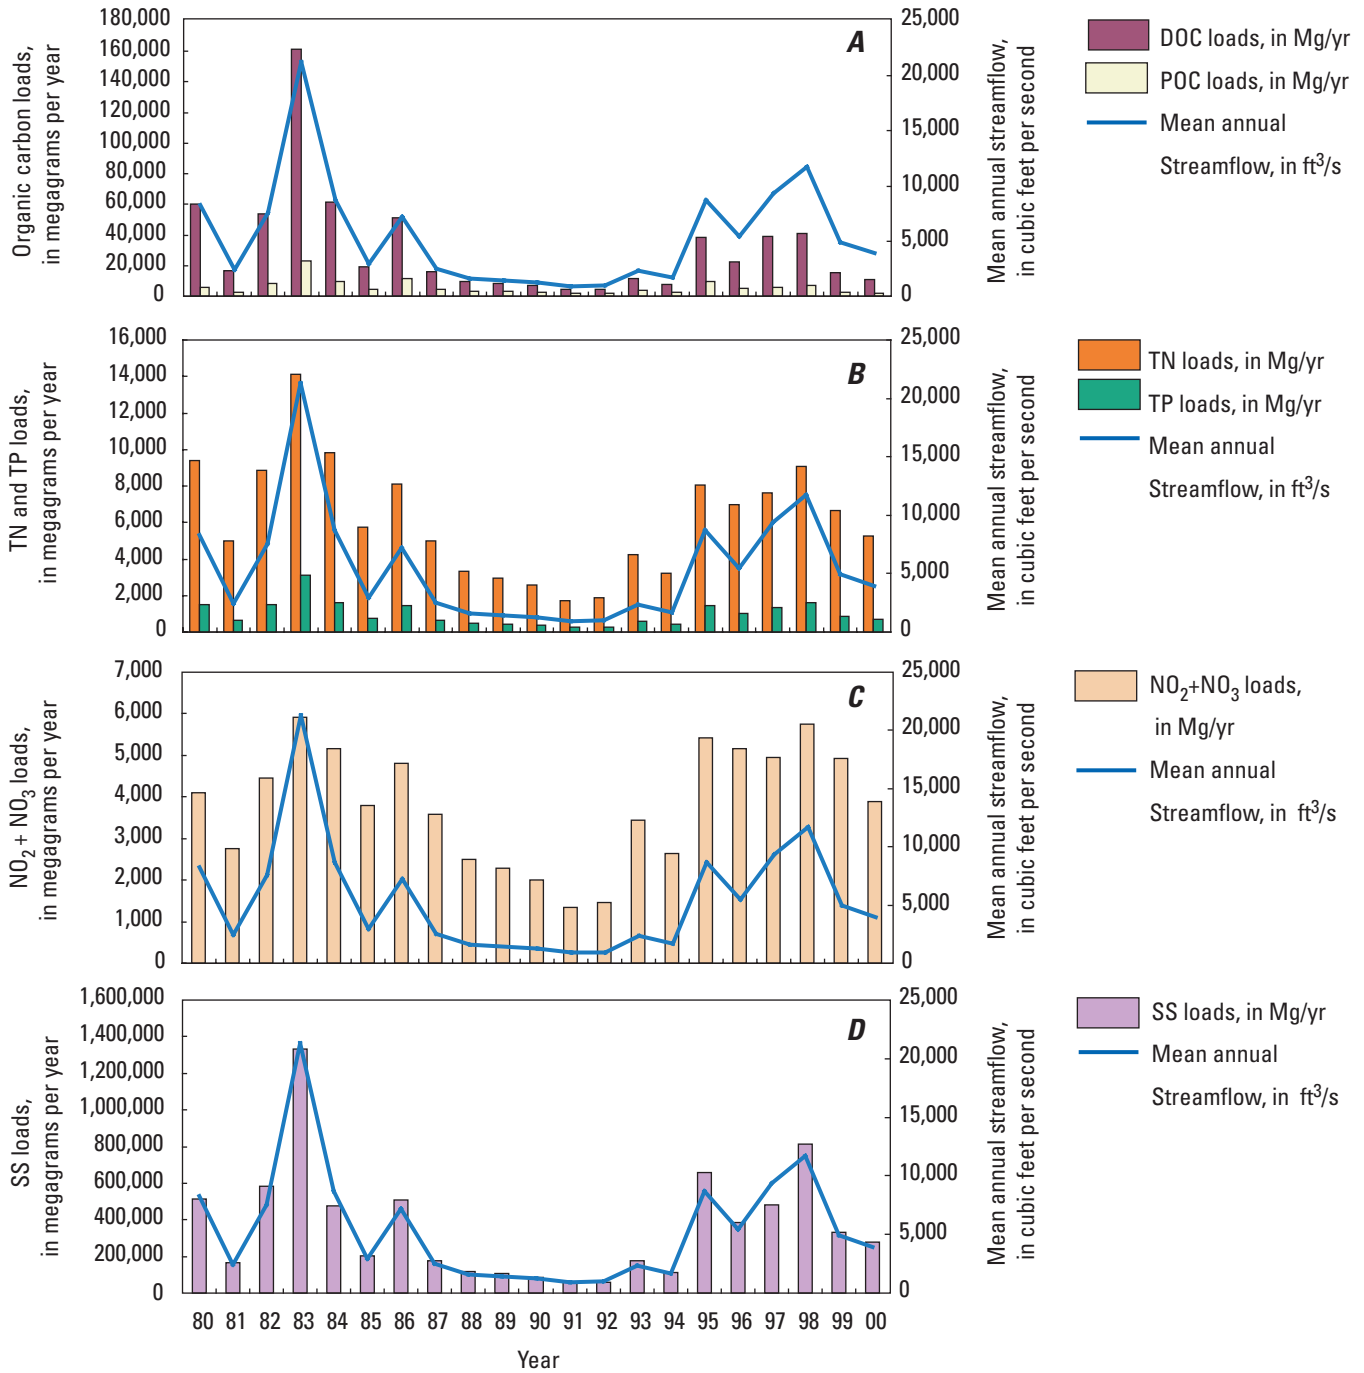 Organic carbon loads,
in megagrams per year
180,000
160,000
140,000
120,000
100,000
80,000
60,000
40,000
20,000
0
A
25,000
20,000
15,000
10,000
5,000
0
Mean annual streamflow,
in cubic feet per second
DOC loads, in Mg/yr
POC loads, in Mg/yr
Mean annual
Streamflow, in ft³/s
TN and TP loads,
in megagrams per year
16,000
14,000
12,000
10,000
8,000
6,000
4,000
2,000
0
B
25,000
20,000
15,000
10,000
5,000
0
Mean annual streamflow,
in cubic feet per second
TN loads, in Mg/yr
TP loads, in Mg/yr
Mean annual
Streamflow, in ft³/s
NO₂ + NO₃ loads,
in megagrams per year
7,000
6,000
5,000
4,000
3,000
2,000
1,000
0
C
25,000
20,000
15,000
10,000
5,000
0
Mean annual streamflow,
in cubic feet per second
NO₂+NO₃ loads,
in Mg/yr
Mean annual
Streamflow, in ft³/s
SS loads,
in megagrams per year
1,600,000
1,400,000
1,200,000
1,000,000
800,000
600,000
400,000
200,000
0
D
25,000
20,000
15,000
10,000
5,000
0
Mean annual streamflow,
in cubic feet per second
SS loads, in Mg/yr
Mean annual
Streamflow, in ft³/s
80 81 82 83 84 85 86 87 88 89 90 91 92 93 94 95 96 97 98 99 00
Year